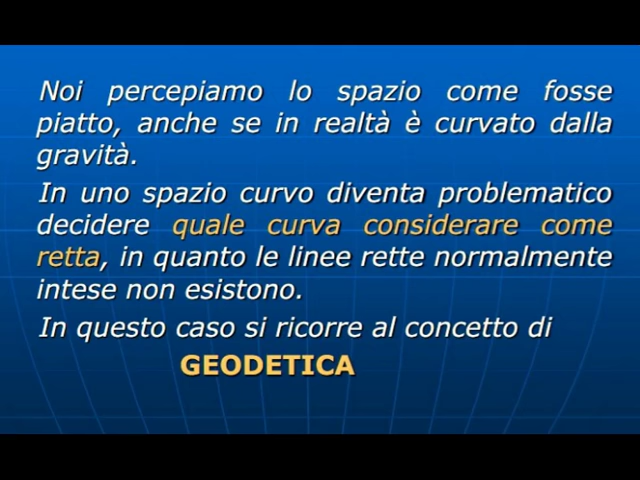 Noi percepiamo lo spazio come fosse
piatto, anche se in realtà è curvato dalla
gravità.
In uno spazio curvo diventa problematico
decidere quale curva considerare come
retta, in quanto le linee rette normalmente
intese non esistono.
In questo caso si ricorre al concetto di
GEODETICA